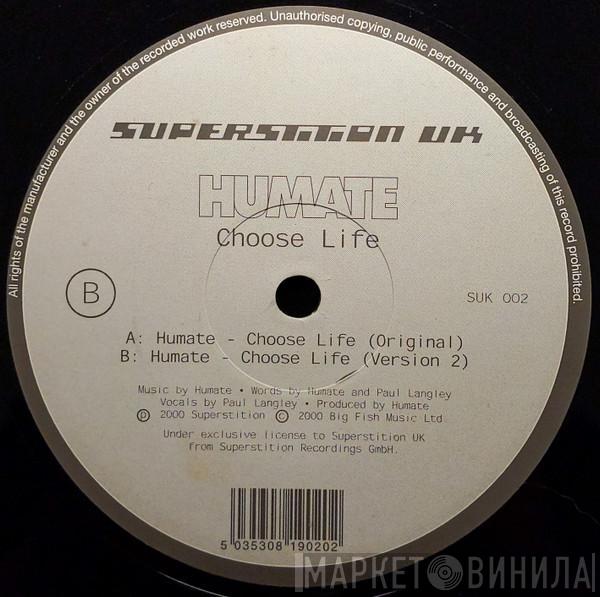 All rights of the manufacturer and the owner of the recorded work reserved. Unauthorised copying, public performance and broadcasting of this record prohibited.
SUPERSTITION UK
HUMATE
Choose Life
B
SUK 002
A: Humate - Choose Life (Original)
B: Humate - Choose Life (Version 2)
Music by Humate • Words by Humate and Paul Langley
Vocals by Paul Langley • Produced by Humate
℗ 2000 Superstition © 2000 Big Fish Music Ltd
Under exclusive license to Superstition UK
from Superstition Recordings GmbH.
5 035308 190202
МАРКЕТ ВИНИЛА